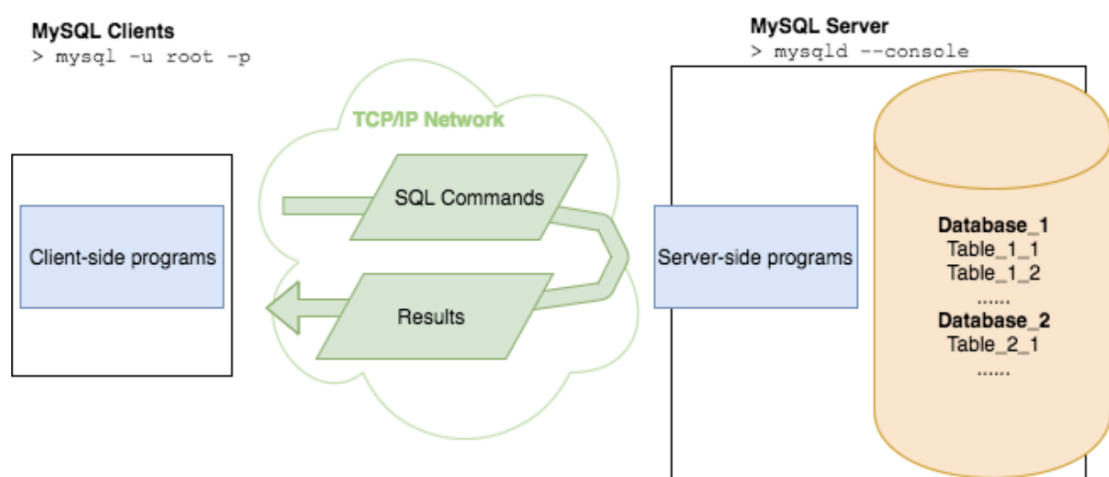 MySQL Clients
> mysql -u root -p
MySQL Server
> mysqld --console
TCP/IP Network
SQL Commands
Client-side programs
Server-side programs
Results
Database_1
Table_1_1
Table_1_2
......
Database_2
Table_2_1
......